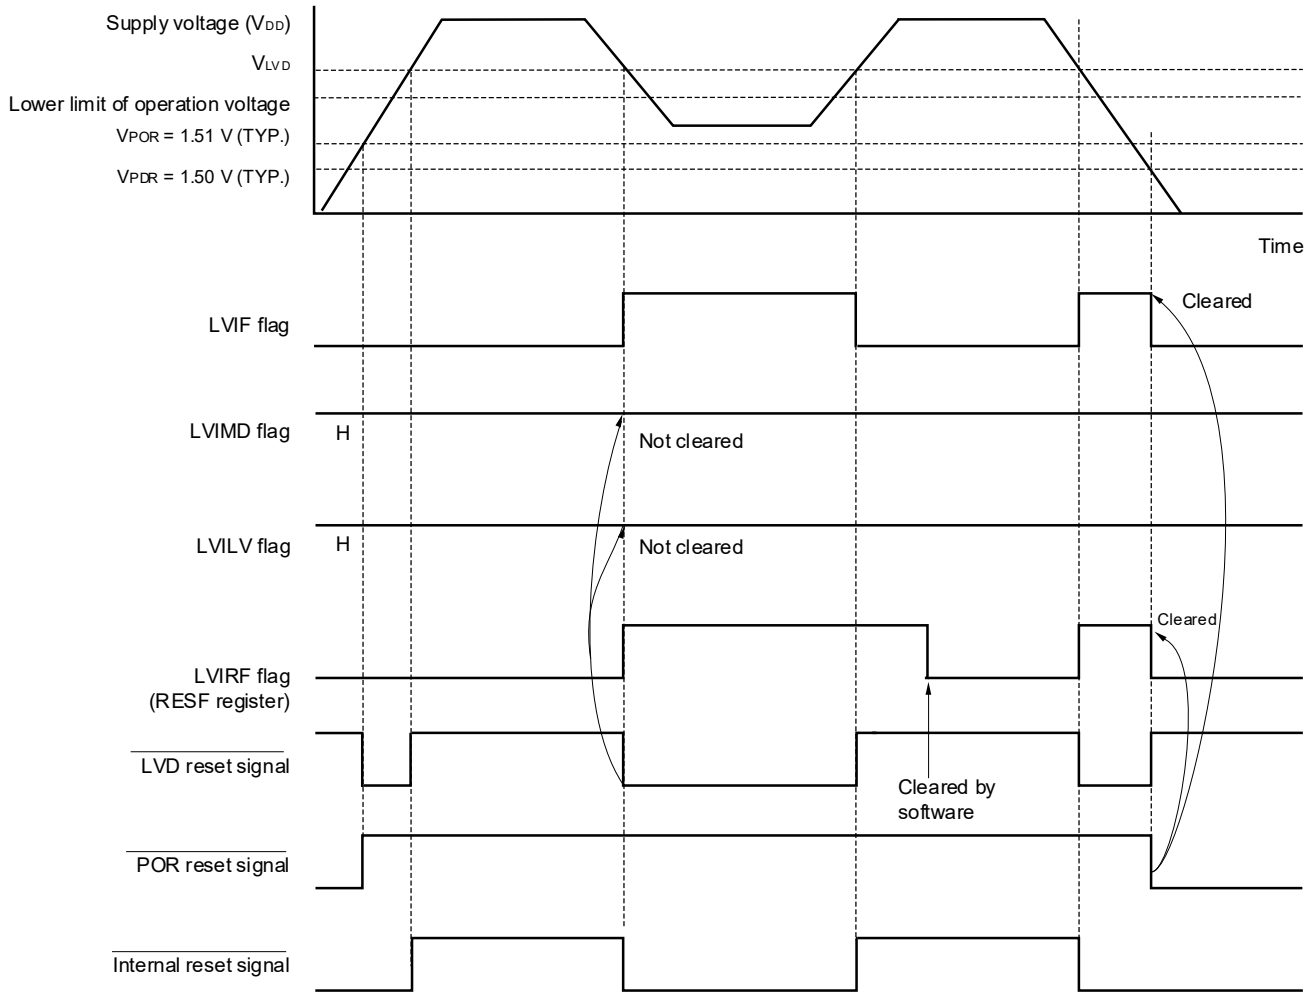 Supply voltage (VDD)
VLVD
Lower limit of operation voltage
VPOR = 1.51 V (TYP.)
VPDR = 1.50 V (TYP.)
Time
LVIF flag
Cleared
LVIMD flag
H
Not cleared
LVILV flag
H
Not cleared
LVIRF flag
(RESF register)
Cleared
LVD reset signal
Cleared by
software
POR reset signal
Internal reset signal